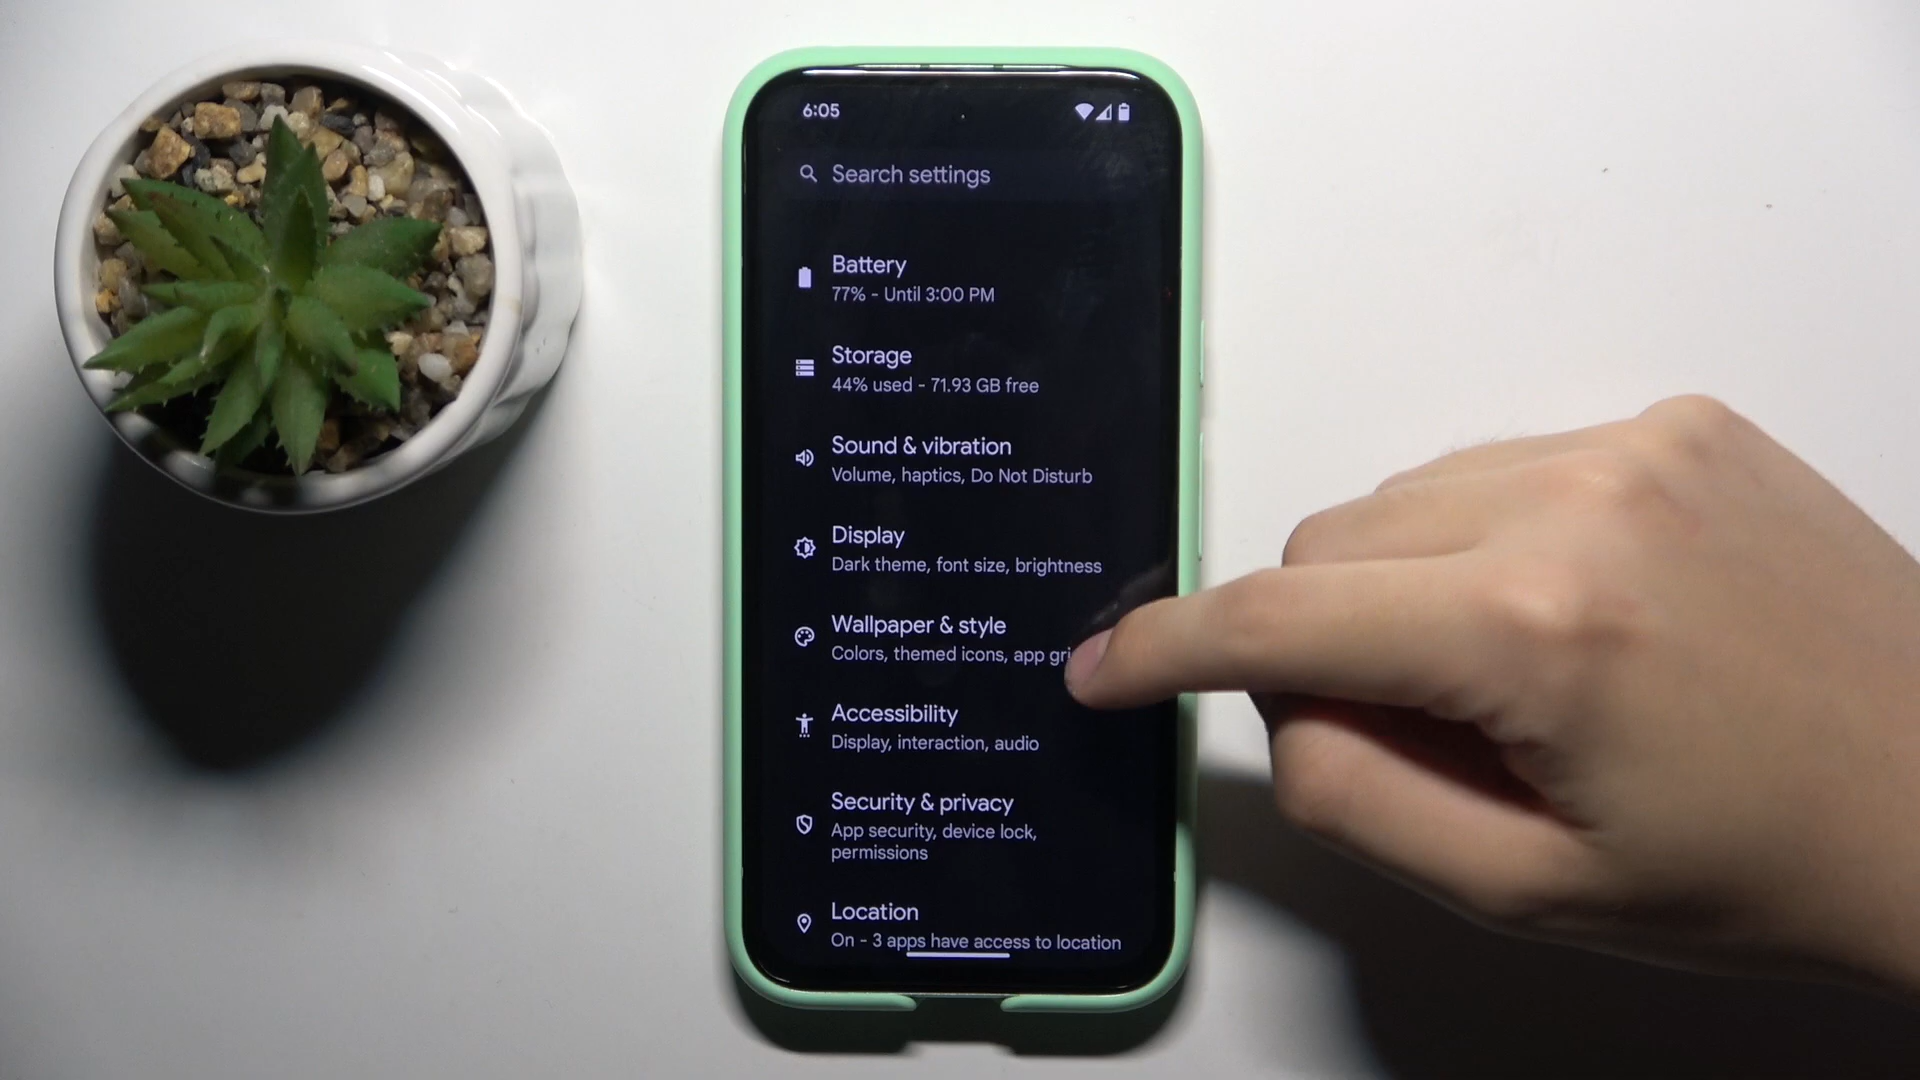 6:05
Search settings
Battery
77% - Until 3:00 PM
Storage
44% used - 71.93 GB free
Sound & vibration
Volume, haptics, Do Not Disturb
Display
Dark theme, font size, brightness
Wallpaper & style
Colors, themed icons, app gri
Accessibility
Display, interaction, audio
Security & privacy
App security, device lock,
permissions
Location
On - 3 apps have access to location